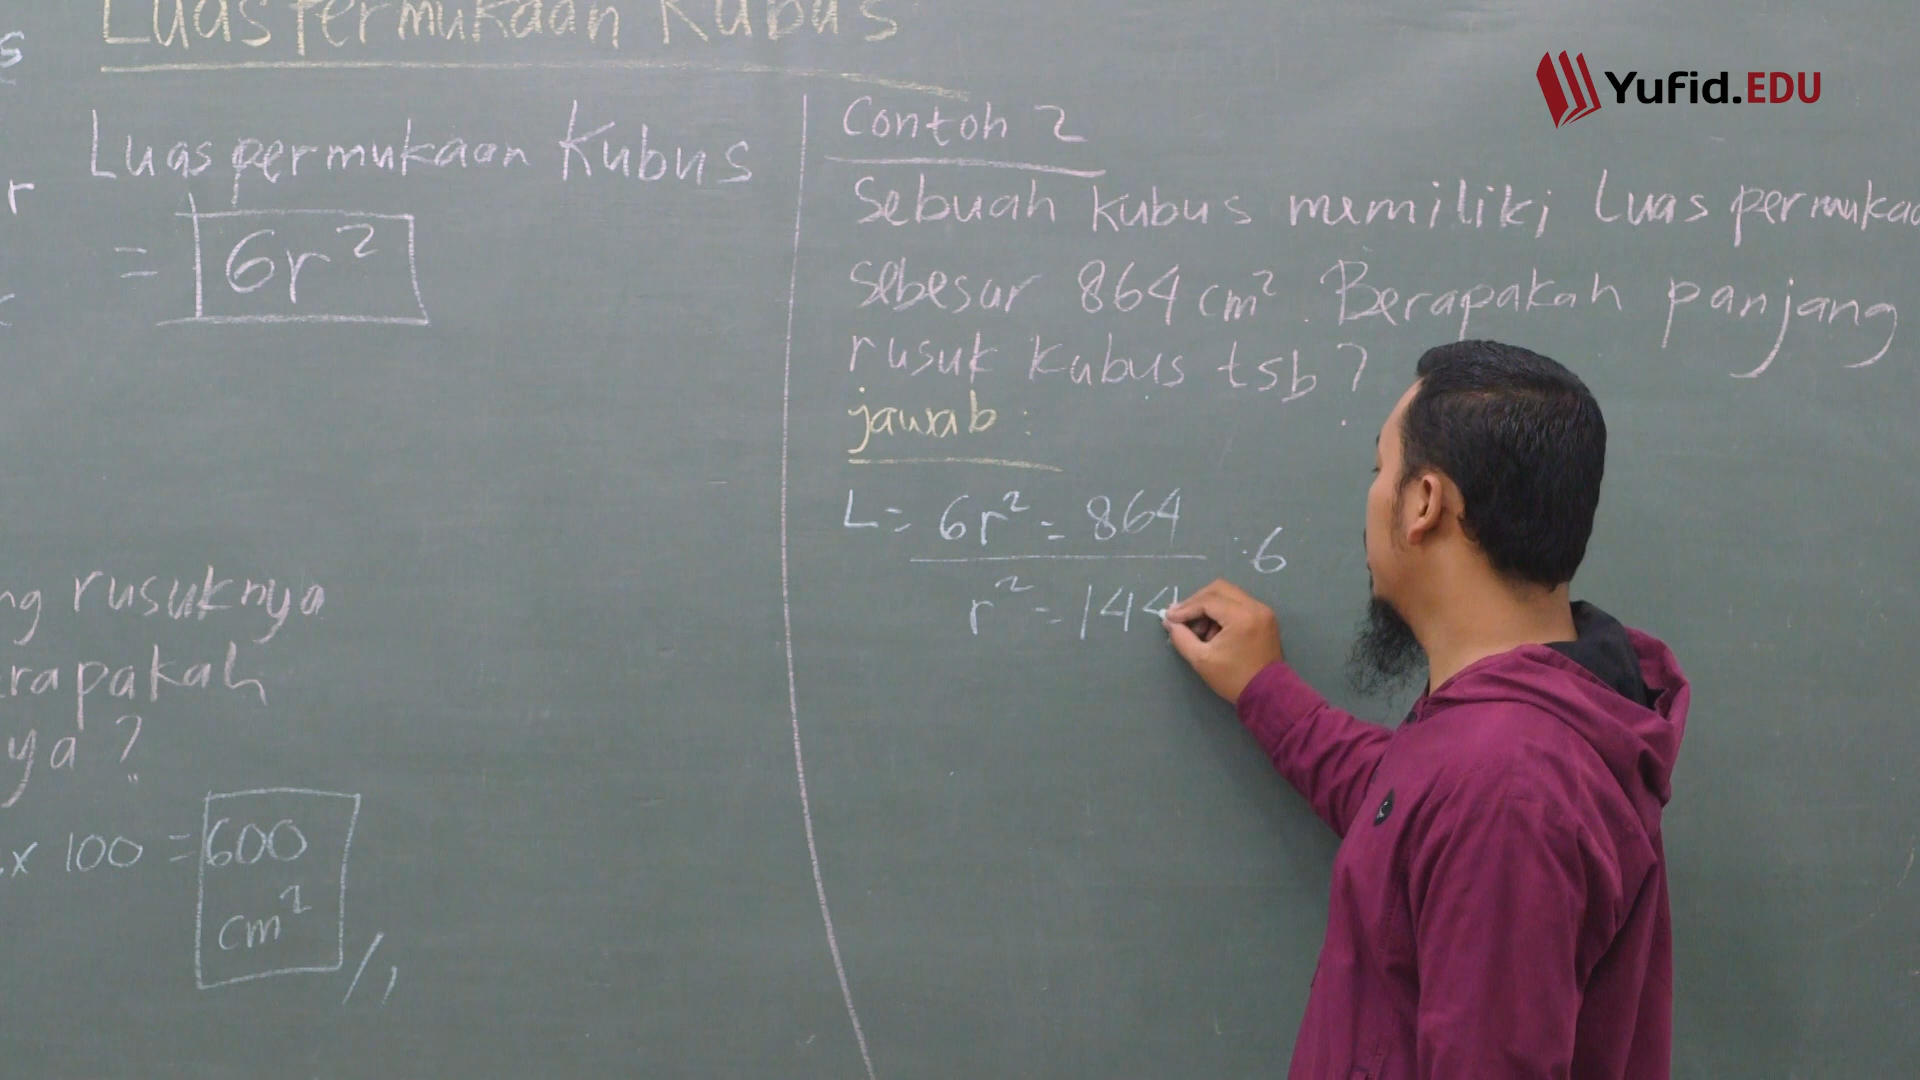 Luas Permukaan Kubus
s
Luas permukaan Kubus
r
= 6r²
ng rusuknya
rapakah
ya?
x 100 = 600
cm²
Contoh 2
Sebuah kubus memiliki Luas permukaa
sebesar 864 cm². Berapakah panjang
rusuk kubus tsb?
jawab:
L = 6r² = 864
:6
r² = 144
Yufid.EDU